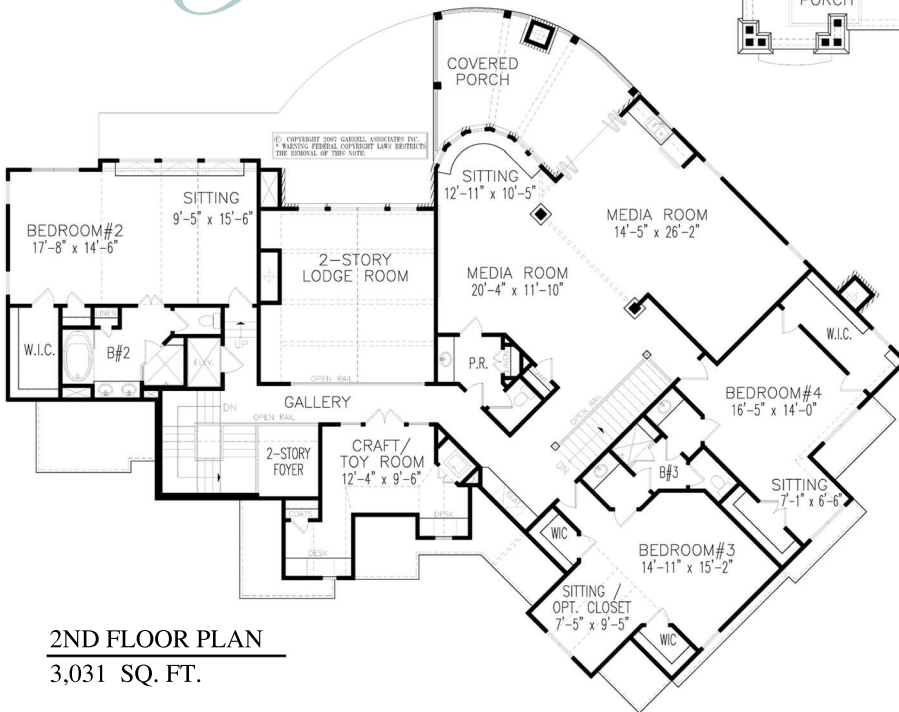 PORCH
COVERED
PORCH
© COPYRIGHT 2007 GARRELL ASSOCIATES INC.
* WARNING FEDERAL COPYRIGHT LAWS RESTRICTS
THE REMOVAL OF THIS NOTE
SITTING
12'-11" x 10'-5"
SITTING
9'-5" x 15'-6"
BEDROOM#2
17'-8" x 14'-6"
MEDIA ROOM
14'-5" x 26'-2"
2-STORY
LODGE ROOM
MEDIA ROOM
20'-4" x 11'-10"
LINEN
W.I.C.
B#2
ELEV.
UP
P.R.
W.I.C.
OPEN RAIL
GALLERY
OPEN RAIL
DN
BEDROOM#4
16'-5" x 14'-0"
OPEN RAIL
DN
2-STORY
FOYER
CRAFT/
TOY ROOM
12'-4" x 9'-6"
B#3
SITTING
7'-1" x 6'-6"
COATS
DESK
DESK
WIC
BEDROOM#3
14'-11" x 15'-2"
SITTING /
OPT. CLOSET
7'-5" x 9'-5"
WIC
2ND FLOOR PLAN
3,031 SQ. FT.